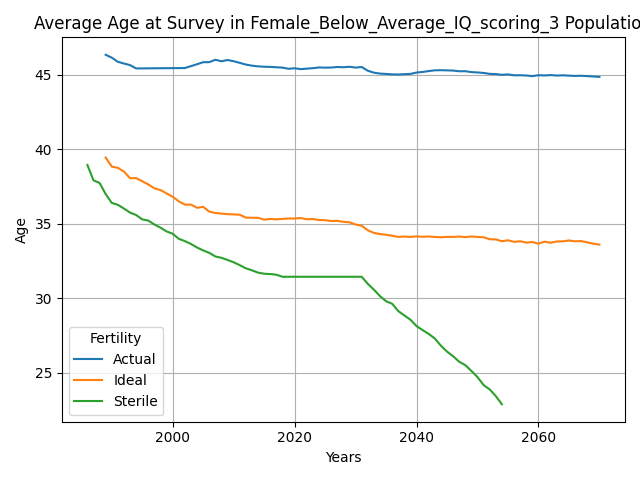 Average Age at Survey in Female_Below_Average_IQ_scoring_3 Populatio
45
40
35
30
25
Age
Fertility
Actual
Ideal
Sterile
2000 2020 2040 2060
Years